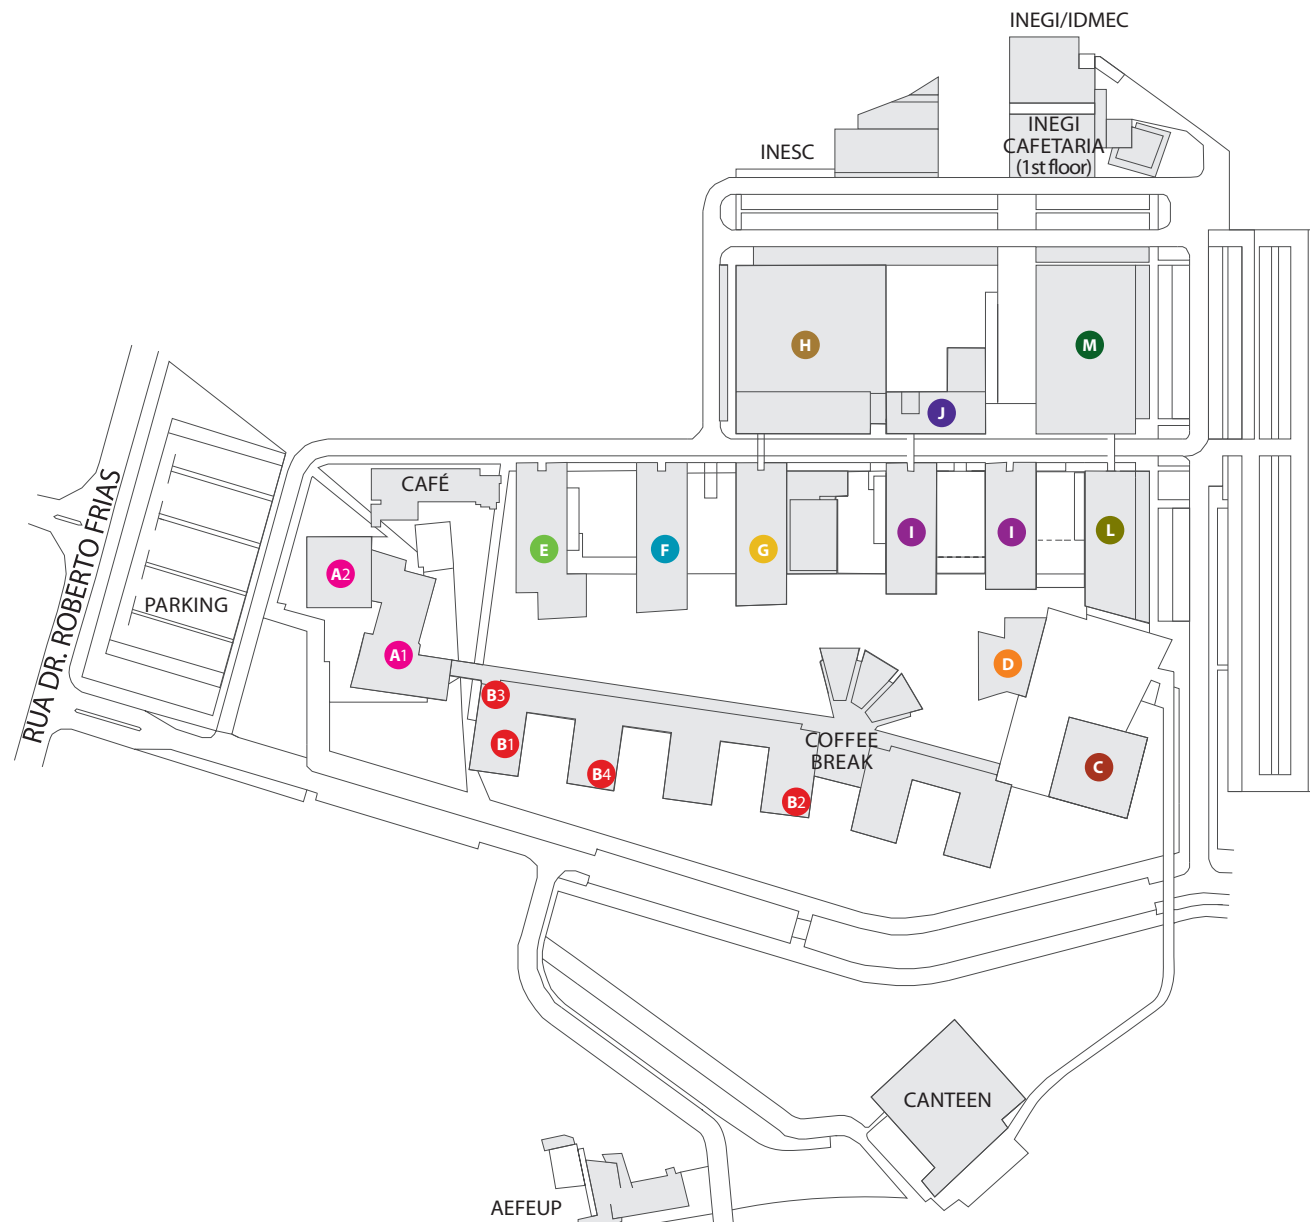 INEGI/IDMEC
INEGI
CAFETARIA
(1st floor)
INESC
H
M
J
CAFÉ
RUA DR. ROBERTO FRIAS
E
F
G
I
I
L
A2
PARKING
A1
D
B3
B1
COFFEE
BREAK
B4
C
B2
CANTEEN
AEFEUP